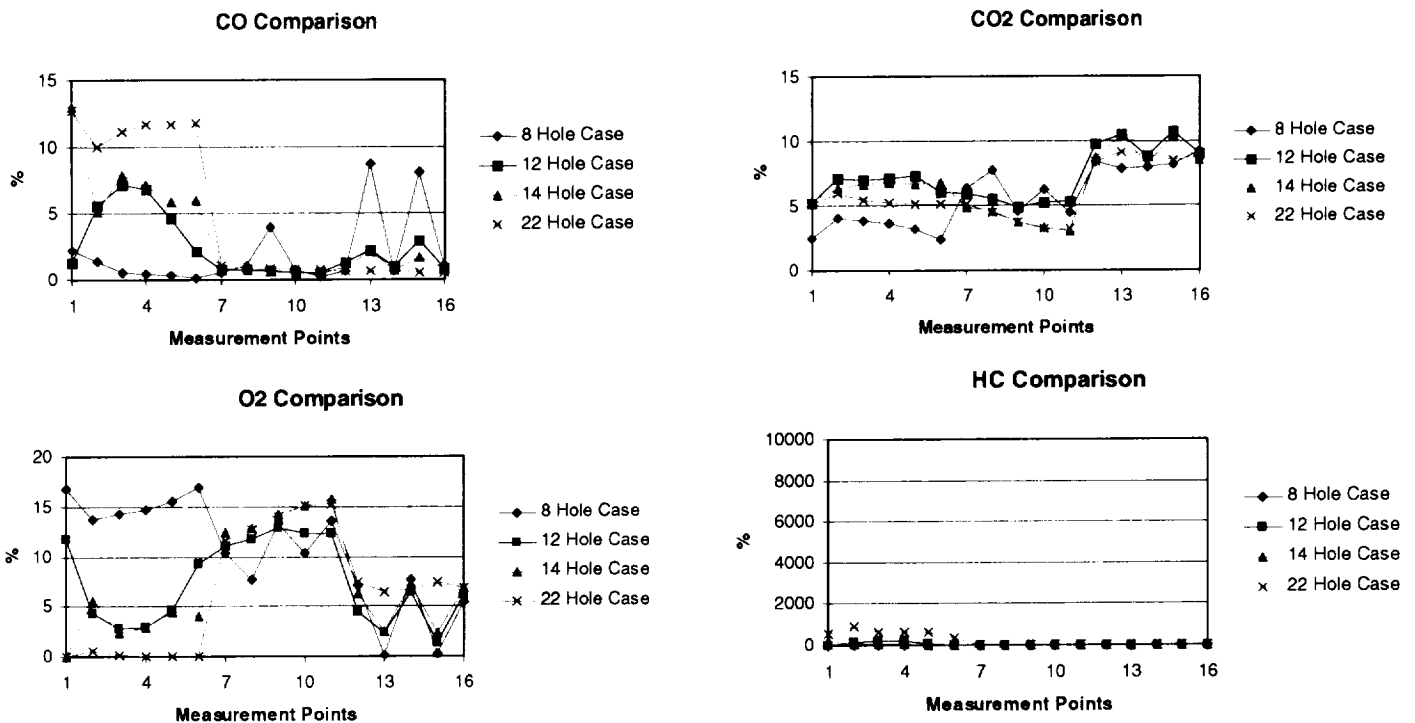 CO Comparison
15
10
5
0
%
1 4 7 10 13 16
Measurement Points
8 Hole Case
12 Hole Case
14 Hole Case
22 Hole Case
CO2 Comparison
15
10
5
0
%
1 4 7 10 13 16
Measurement Points
8 Hole Case
12 Hole Case
14 Hole Case
22 Hole Case
O2 Comparison
20
15
10
5
0
%
1 4 7 10 13 16
Measurement Points
8 Hole Case
12 Hole Case
14 Hole Case
22 Hole Case
HC Comparison
10000
8000
6000
4000
2000
0
%
1 4 7 10 13 16
Measurement Points
8 Hole Case
12 Hole Case
14 Hole Case
22 Hole Case